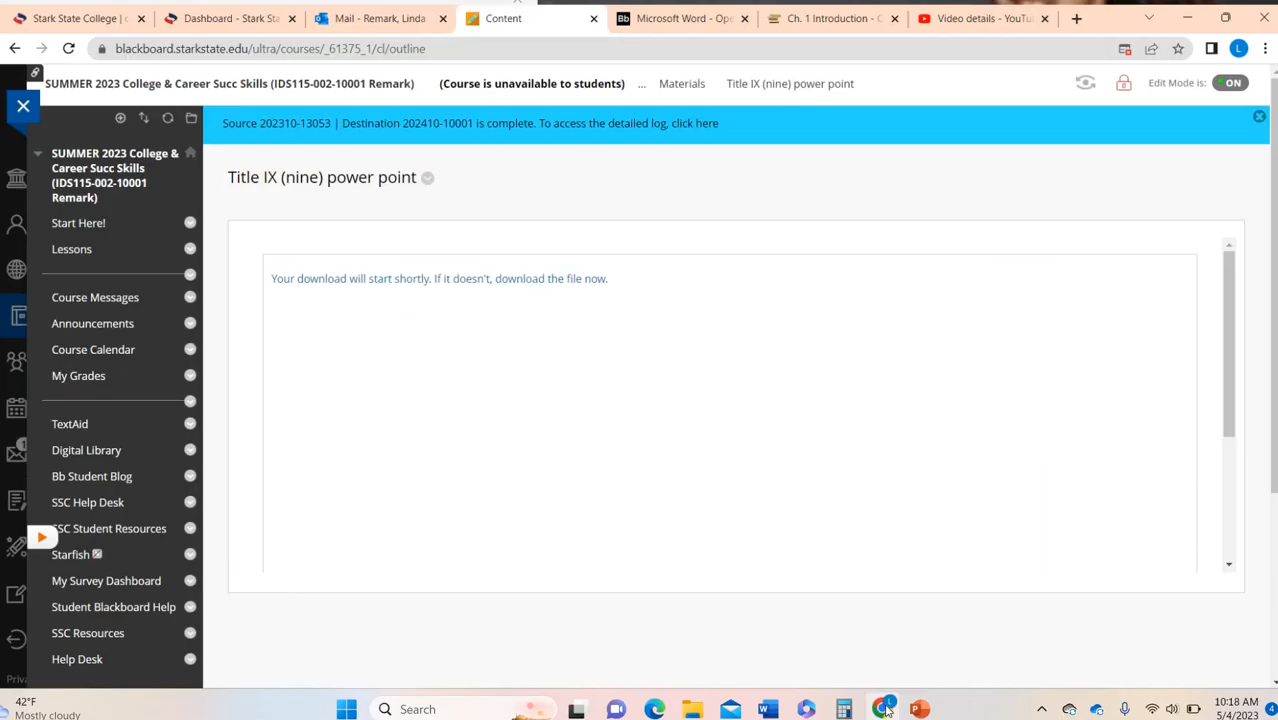 Stark State College | c
Dashboard - Stark Sta
Mail - Remark, Linda
Content
Microsoft Word - Ope
Ch. 1 Introduction - C
Video details - YouTu
blackboard.starkstate.edu/ultra/courses/_61375_1/cl/outline
L
SUMMER 2023 College & Career Succ Skills (IDS115-002-10001 Remark)
(Course is unavailable to students)
...
Materials
Title IX (nine) power point
Edit Mode is:
ON
Source 202310-13053 | Destination 202410-10001 is complete. To access the detailed log, click here
SUMMER 2023 College &
Career Succ Skills
(IDS115-002-10001
Remark)
Start Here!
Lessons
Course Messages
Announcements
Course Calendar
My Grades
TextAid
Digital Library
Bb Student Blog
SSC Help Desk
SSC Student Resources
Starfish
My Survey Dashboard
Student Blackboard Help
SSC Resources
Help Desk
Title IX (nine) power point
Your download will start shortly. If it doesn't, download the file now.
Priva
42°F
Mostly cloudy
Search
10:18 AM
5/4/2023
4